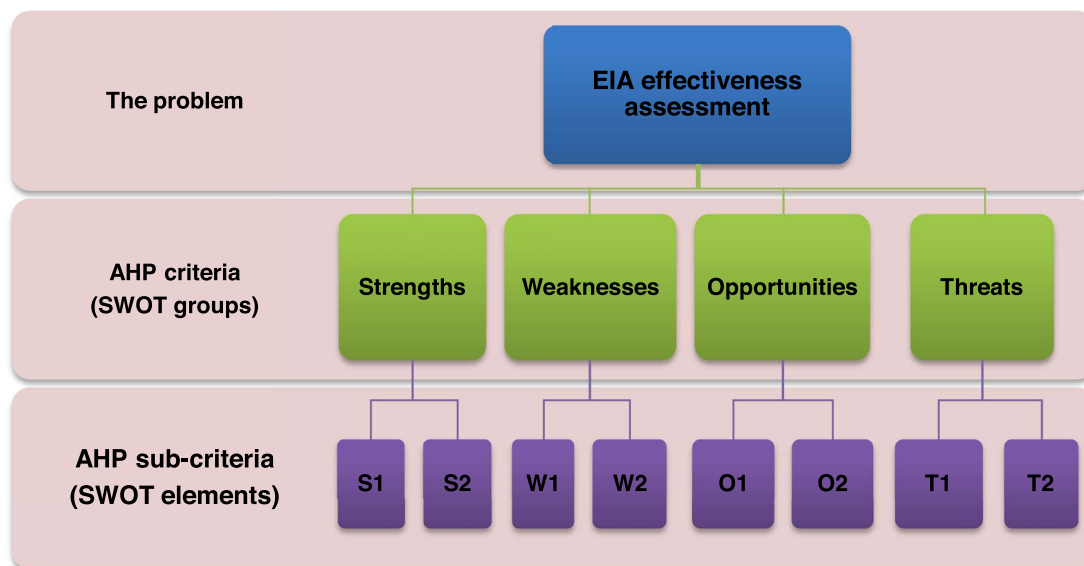 The problem
EIA effectiveness
assessment
AHP criteria
(SWOT groups)
Strengths
Weaknesses
Opportunities
Threats
AHP sub-criteria
(SWOT elements)
S1
S2
W1
W2
O1
O2
T1
T2